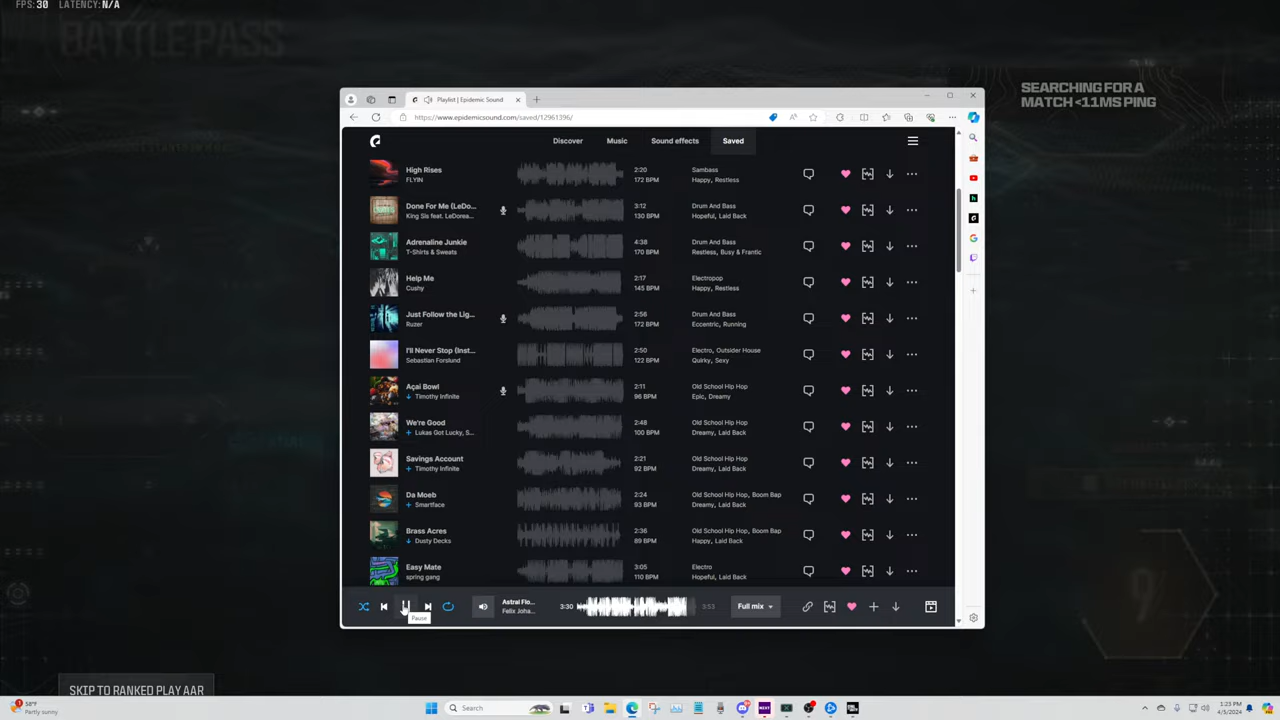 FPS: 30 LATENCY: N/A
BATTLE PASS
SEARCHING FOR A
MATCH <11MS PING
Playlist | Epidemic Sound
https://www.epidemicsound.com/saved/12961396/
Discover Music Sound effects Saved
High Rises 2:20 Sambass
FLYIN 172 BPM Happy, Restless
Done For Me (LeDo... 3:12 Drum And Bass
King Sis feat. LeDorea... 130 BPM Hopeful, Laid Back
Adrenaline Junkie 4:38 Drum And Bass
T-Shirts & Sweats 170 BPM Restless, Busy & Frantic
Help Me 2:17 Electropop
Cushy 145 BPM Happy, Restless
Just Follow the Lig... 2:56 Drum And Bass
Ruzer 172 BPM Eccentric, Running
I'll Never Stop (Inst... 2:50 Electro, Outsider House
Sebastian Forslund 122 BPM Quirky, Sexy
Açai Bowl 2:11 Old School Hip Hop
Timothy Infinite 96 BPM Epic, Dreamy
We're Good 2:48 Old School Hip Hop
Lukas Got Lucky, S... 100 BPM Dreamy, Laid Back
Savings Account 2:21 Old School Hip Hop
Timothy Infinite 92 BPM Dreamy, Laid Back
Da Moeb 2:24 Old School Hip Hop, Boom Bap
Smartface 93 BPM Dreamy, Laid Back
Brass Acres 2:36 Old School Hip Hop, Boom Bap
Dusty Decks 89 BPM Happy, Laid Back
Easy Mate 3:05 Electro
spring gang 110 BPM Hopeful, Laid Back
Astral Flo... 3:30 3:53 Full mix
Felix Joha...
Pause
SKIP TO RANKED PLAY AAR
58°F
Partly sunny
Search
1:23 PM
4/5/2024